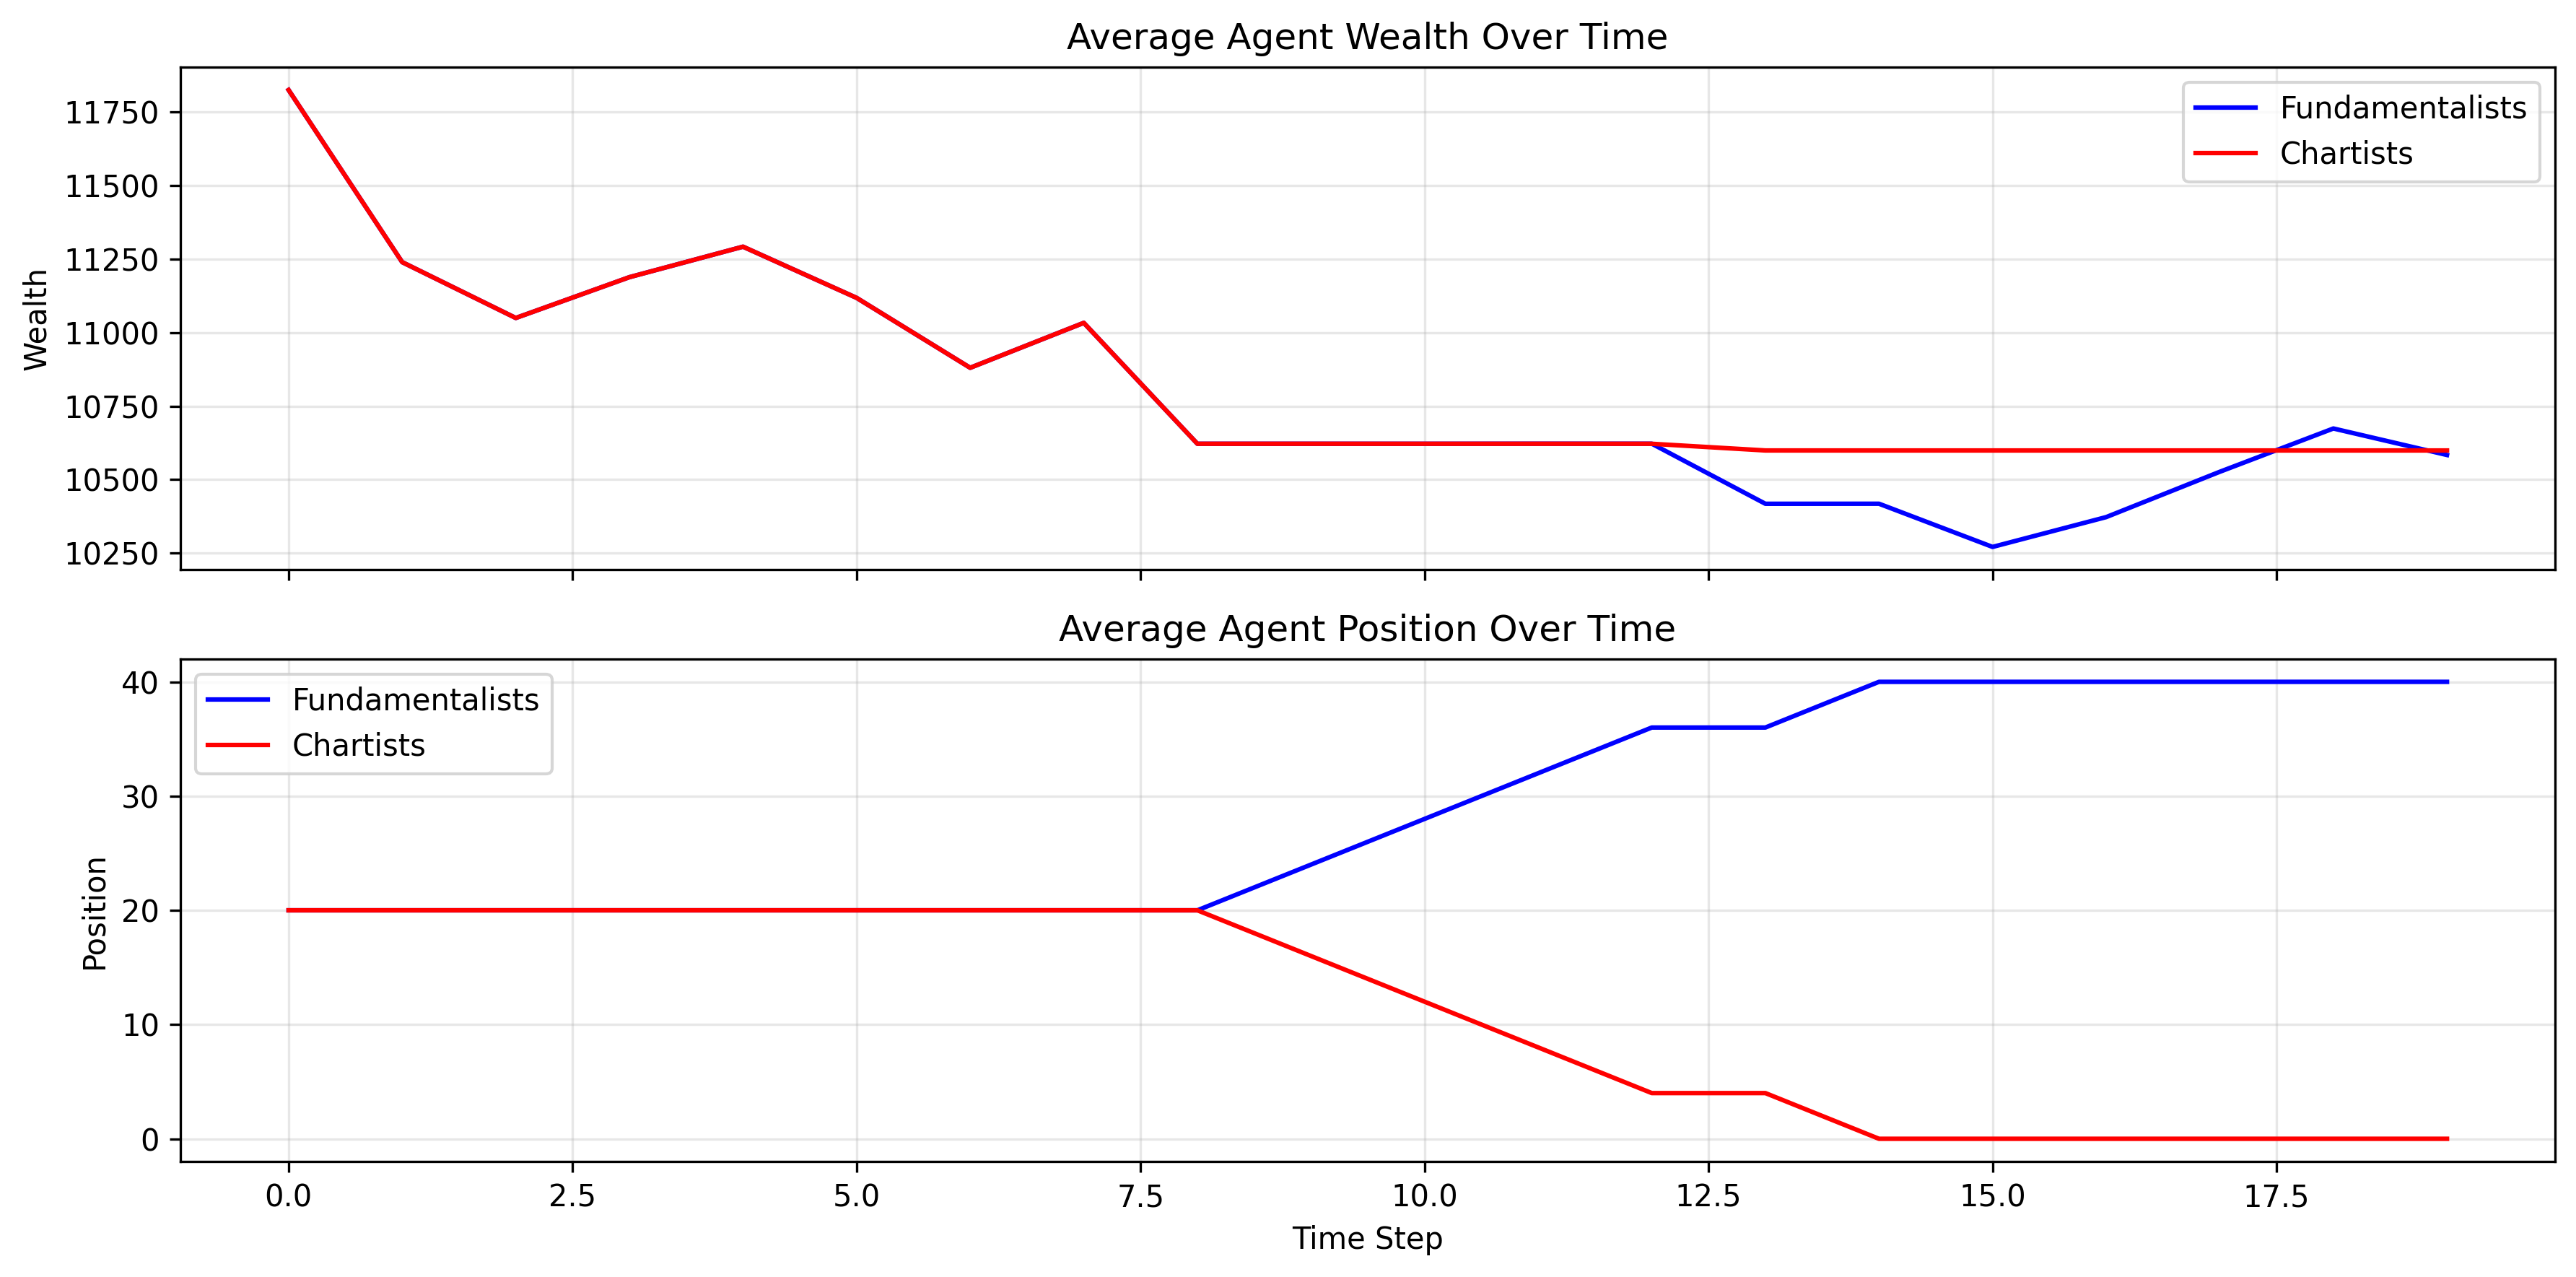 Average Agent Wealth Over Time
Wealth
11750
11500
11250
11000
10750
10500
10250
Fundamentalists
Chartists
Average Agent Position Over Time
Position
40
30
20
10
0
Fundamentalists
Chartists
0.0 2.5 5.0 7.5 10.0 12.5 15.0 17.5
Time Step